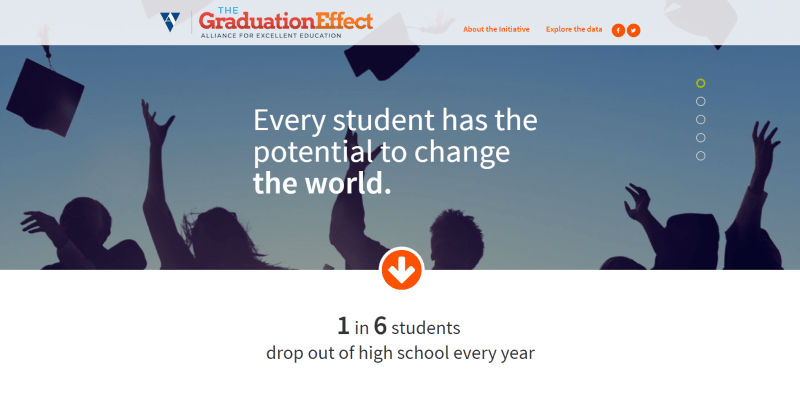 THE
GraduationEffect
ALLIANCE FOR EXCELLENT EDUCATION
About the Initiative
Explore the data
Every student has the
potential to change
the world.
1 in 6 students
drop out of high school every year